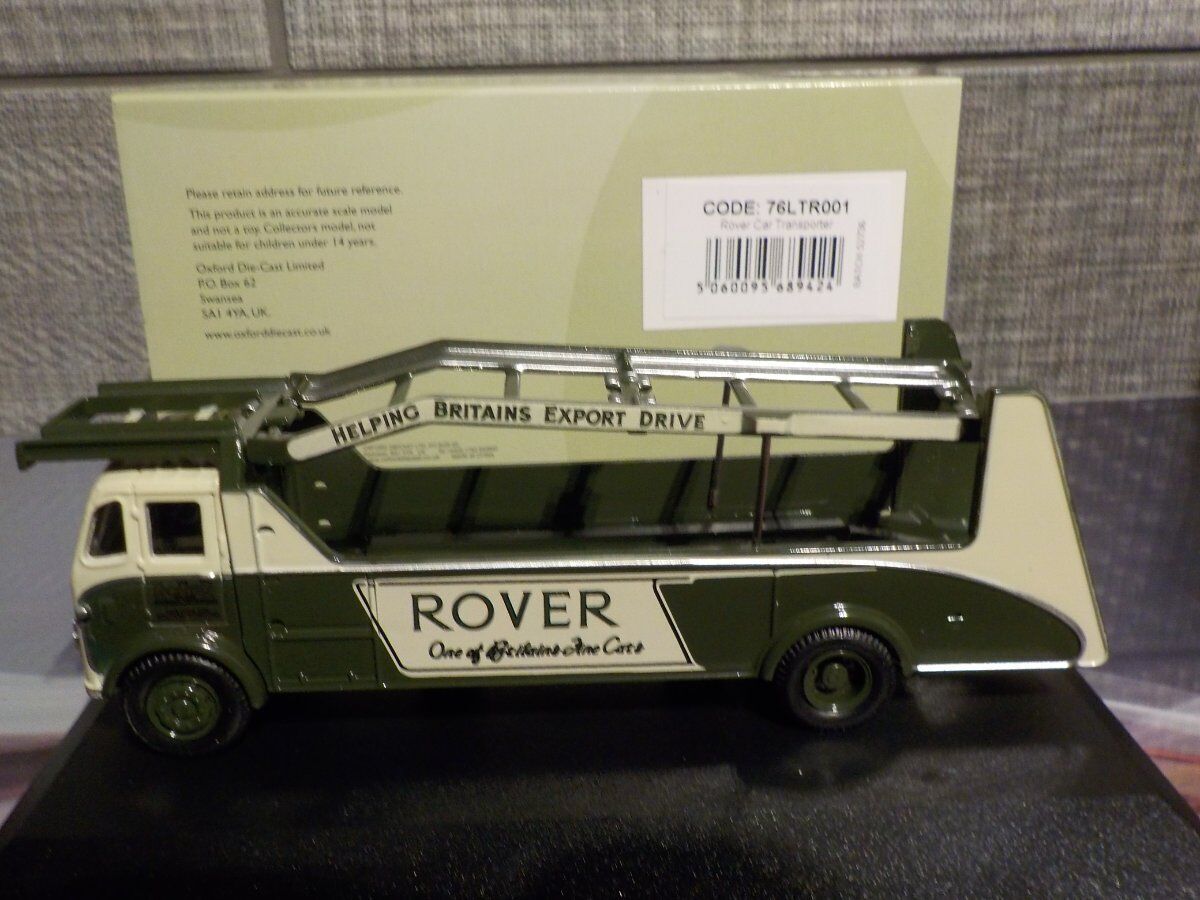 Please retain address for future reference.
This product is an accurate scale model
and not a toy. Collectors model, not
suitable for children under 14 years.
Oxford Die-Cast Limited
P.O. Box 62
Swansea
SA1 4YA, UK.
www.oxforddiecast.co.uk
CODE: 76LTR001
Rover Car Transporter
5 060095 689424
BATCH
HELPING BRITAINS EXPORT DRIVE
ROVER
One of Britains Fine Cars